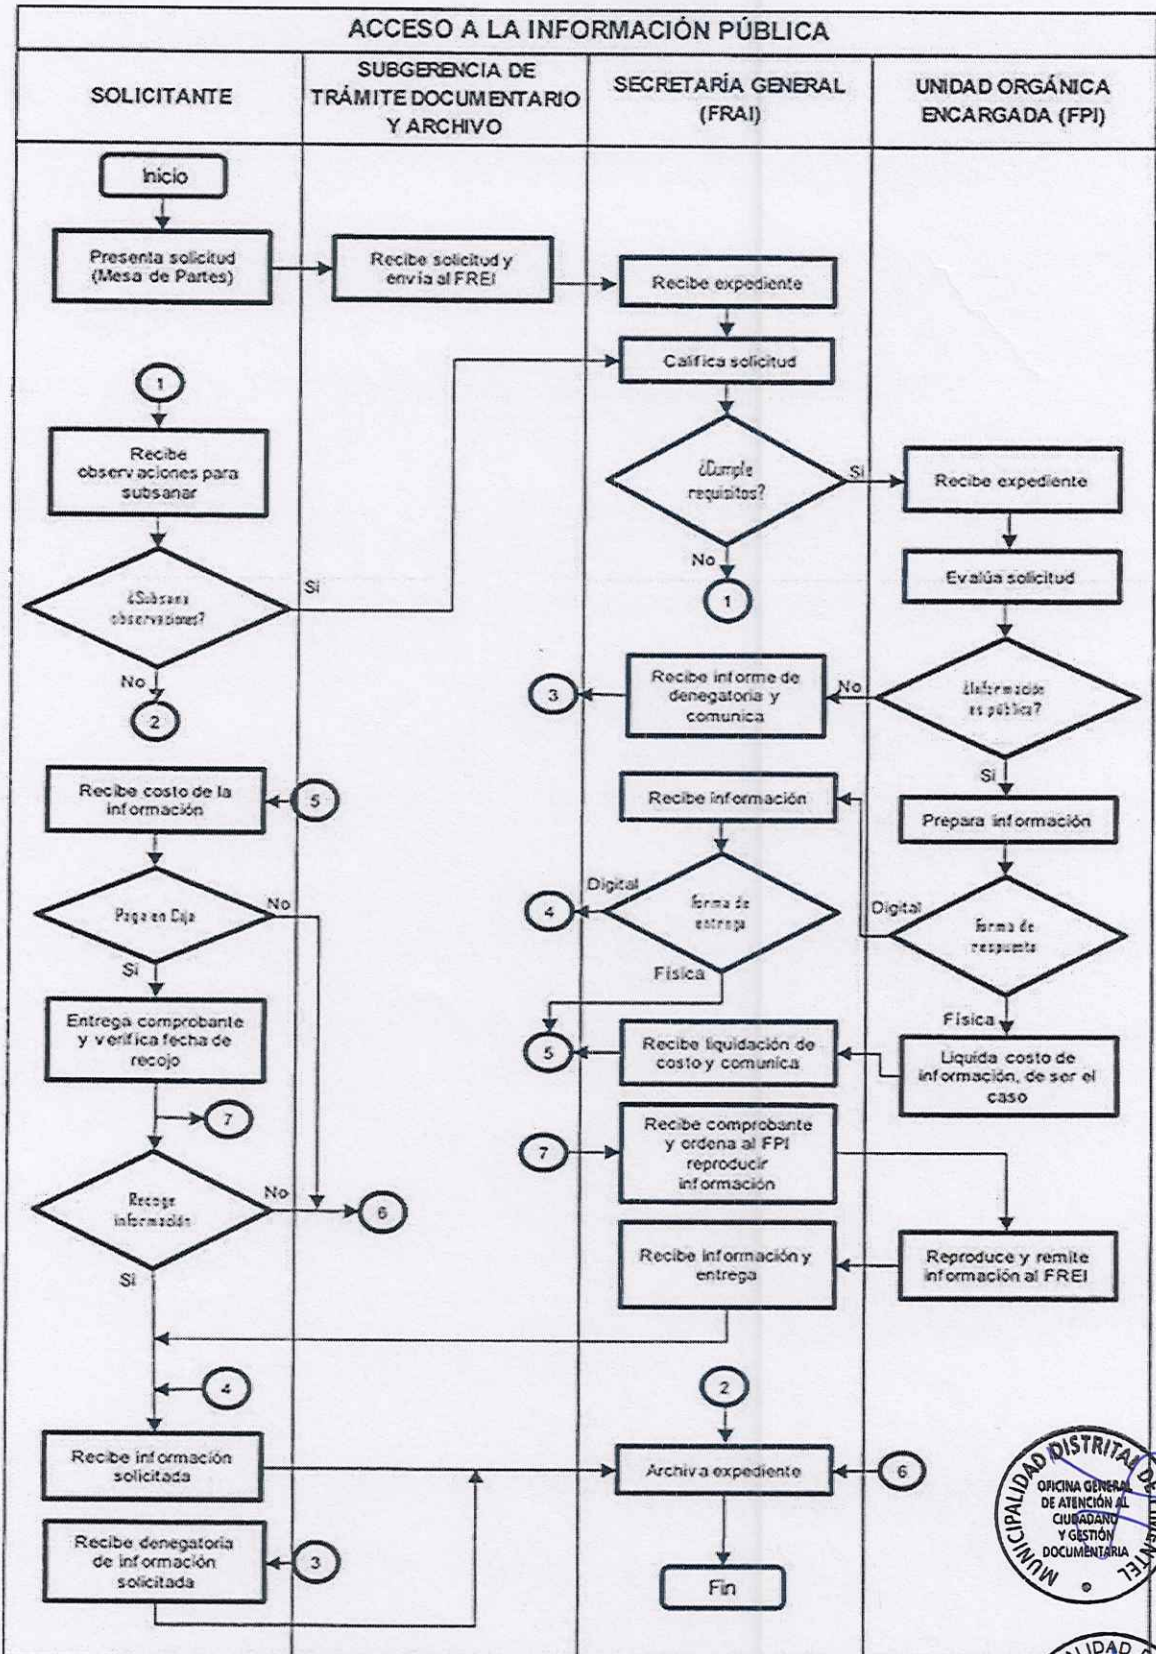 ACCESO A LA INFORMACIÓN PÚBLICA
SOLICITANTE
SUBGERENCIA DE
TRÁMITE DOCUMENTARIO
Y ARCHIVO
SECRETARÍA GENERAL
(FRAI)
UNIDAD ORGÁNICA
ENCARGADA (FPI)
Inicio
Presenta solicitud
(Mesa de Partes)
Recibe solicitud y
envía al FREI
Recibe expediente
Califica solicitud
1
Recibe
observaciones para
subsanar
¿Cumple
requisitos?
Si
Recibe expediente
No
1
Evalúa solicitud
¿Subsana
observaciones?
Si
No
2
¿Información
es pública?
No
Recibe informe de
denegatoria y
comunica
3
Si
Prepara información
Recibe costo de la
información
5
Recibe información
Paga en Caja
No
Si
Digital
4
forma de
entrega
Física
Digital
forma de
respuesta
Física
Entrega comprobante
y verifica fecha de
recojo
5
Recibe liquidación de
costo y comunica
Liquida costo de
información, de ser el
caso
7
7
Recibe comprobante
y ordena al FPI
reproducir
información
Recoge
información
No
6
Si
Recibe información y
entrega
Reproduce y remite
información al FREI
4
2
Recibe información
solicitada
Archiva expediente
6
Recibe denegatoria
de información
solicitada
3
Fin
MUNICIPALIDAD DISTRITAL DE PIMENTEL
OFICINA GENERAL
DE ATENCIÓN AL
CIUDADANO
Y GESTIÓN
DOCUMENTARIA